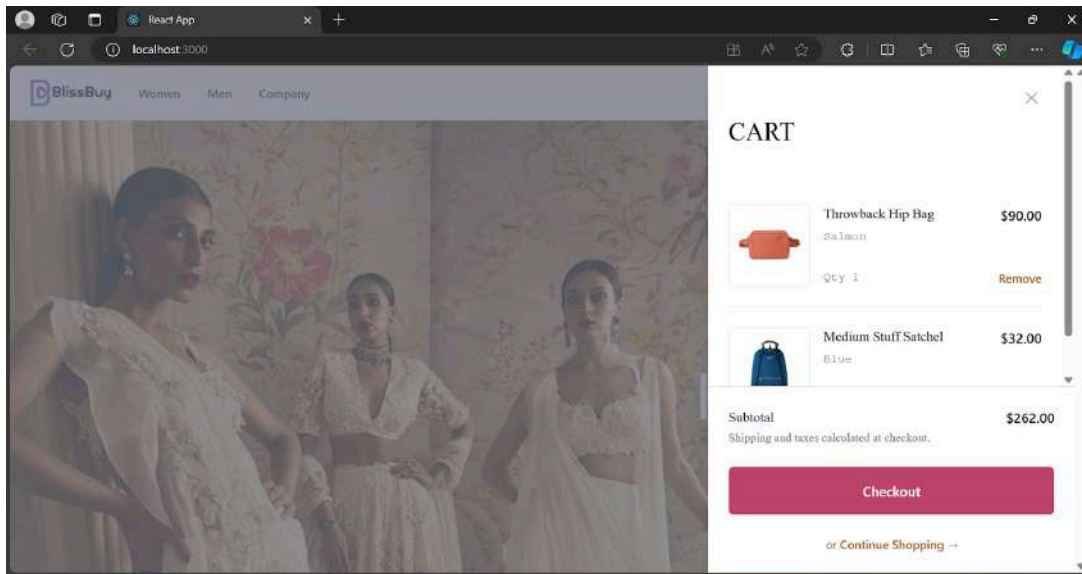 React App
localhost:3000
BlissBuy Women Men Company
CART
Throwback Hip Bag $90.00
Salmon
Qty 1 Remove
Medium Stuff Satchel $32.00
Blue
Subtotal $262.00
Shipping and taxes calculated at checkout.
Checkout
or Continue Shopping →